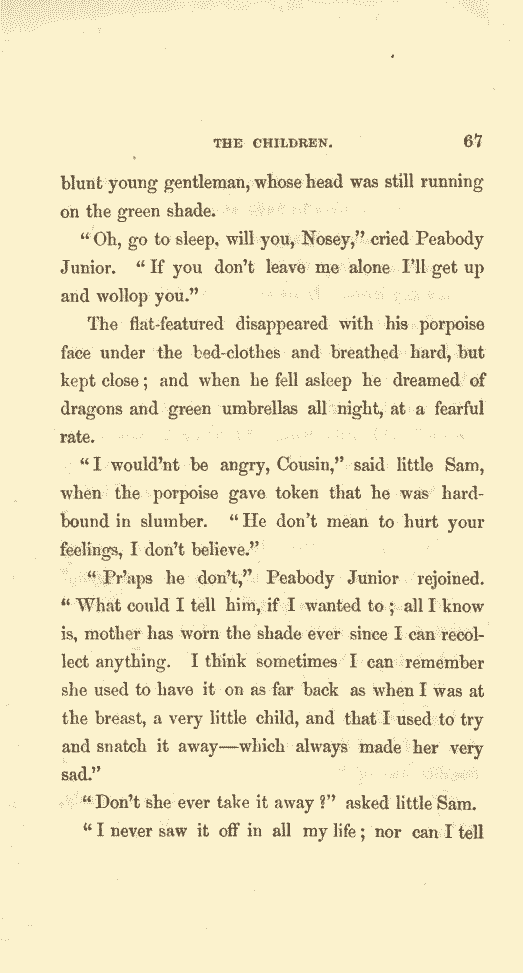 THE CHILDREN. 67
blunt young gentleman, whose head was still running
on the green shade.
“Oh, go to sleep, will you, Nosey,” cried Peabody
Junior. “If you don’t leave me alone I’ll get up
and wollop you.”
The flat-featured disappeared with his porpoise
face under the bed-clothes and breathed hard, but
kept close; and when he fell asleep he dreamed of
dragons and green umbrellas all night, at a fearful
rate.
“I would’nt be angry, Cousin,” said little Sam,
when the porpoise gave token that he was hard-
bound in slumber. “He don’t mean to hurt your
feelings, I don’t believe.”
“Pr’aps he don’t,” Peabody Junior rejoined.
“What could I tell him, if I wanted to; all I know
is, mother has worn the shade ever since I can recol-
lect anything. I think sometimes I can remember
she used to have it on as far back as when I was at
the breast, a very little child, and that I used to try
and snatch it away—which always made her very
sad.”
“Don’t she ever take it away?” asked little Sam.
“I never saw it off in all my life; nor can I tell